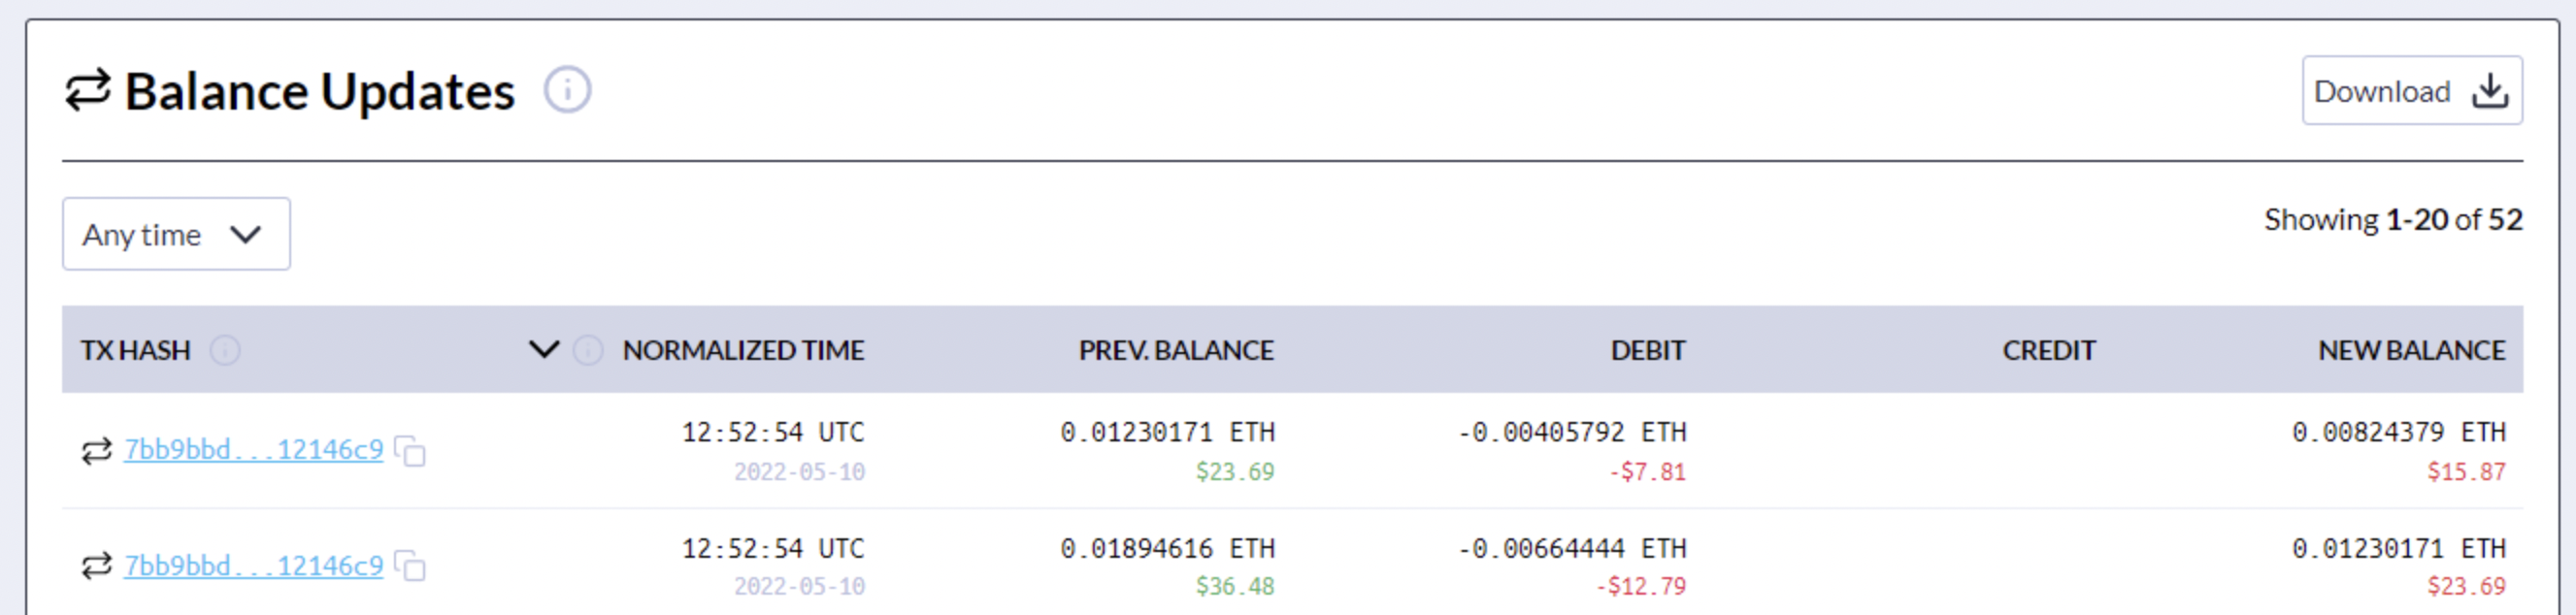 Balance Updates
Download
Any time
Showing 1-20 of 52
TX HASH NORMALIZED TIME PREV. BALANCE DEBIT CREDIT NEW BALANCE
7bb9bbd...12146c9 12:52:54 UTC 0.01230171 ETH -0.00405792 ETH 0.00824379 ETH
2022-05-10 $23.69 -$7.81 $15.87
7bb9bbd...12146c9 12:52:54 UTC 0.01894616 ETH -0.00664444 ETH 0.01230171 ETH
2022-05-10 $36.48 -$12.79 $23.69